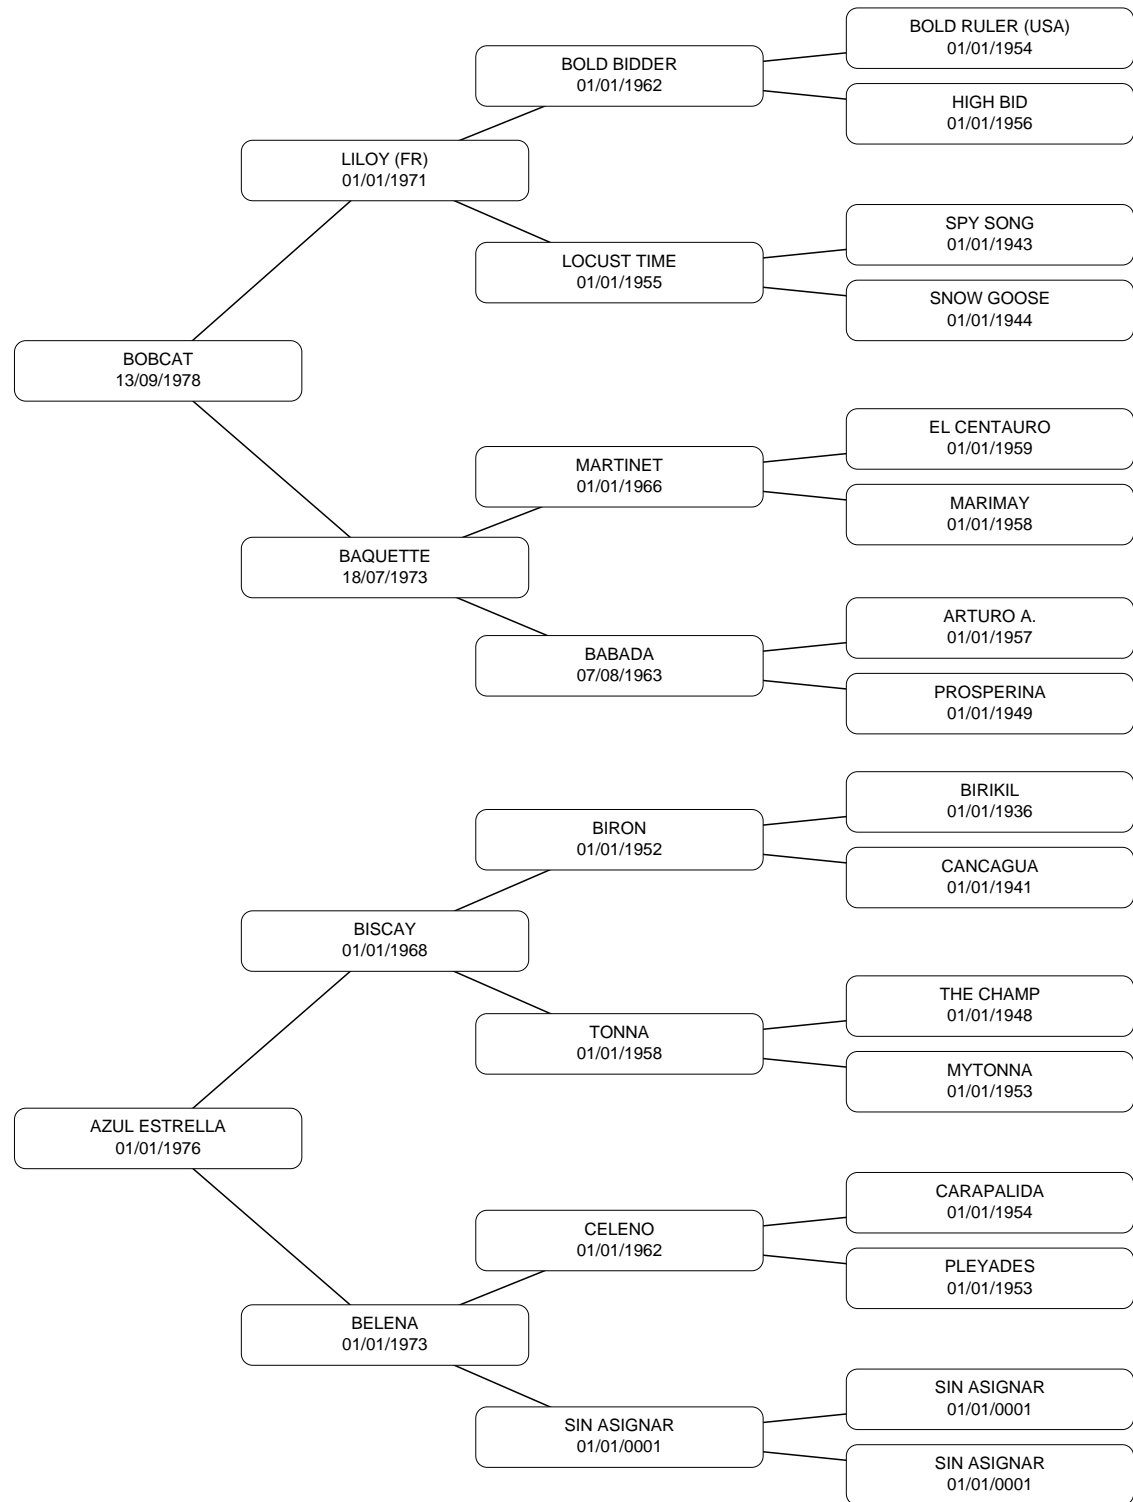 BOLD RULER (USA)
01/01/1954
BOLD BIDDER
01/01/1962
HIGH BID
01/01/1956
LILOY (FR)
01/01/1971
SPY SONG
01/01/1943
LOCUST TIME
01/01/1955
SNOW GOOSE
01/01/1944
BOBCAT
13/09/1978
EL CENTAURO
01/01/1959
MARTINET
01/01/1966
MARIMAY
01/01/1958
BAQUETTE
18/07/1973
ARTURO A.
01/01/1957
BABADA
07/08/1963
PROSPERINA
01/01/1949
BIRIKIL
01/01/1936
BIRON
01/01/1952
CANCAGUA
01/01/1941
BISCAY
01/01/1968
THE CHAMP
01/01/1948
TONNA
01/01/1958
MYTONNA
01/01/1953
AZUL ESTRELLA
01/01/1976
CARAPALIDA
01/01/1954
CELENO
01/01/1962
PLEYADES
01/01/1953
BELENA
01/01/1973
SIN ASIGNAR
01/01/0001
SIN ASIGNAR
01/01/0001
SIN ASIGNAR
01/01/0001